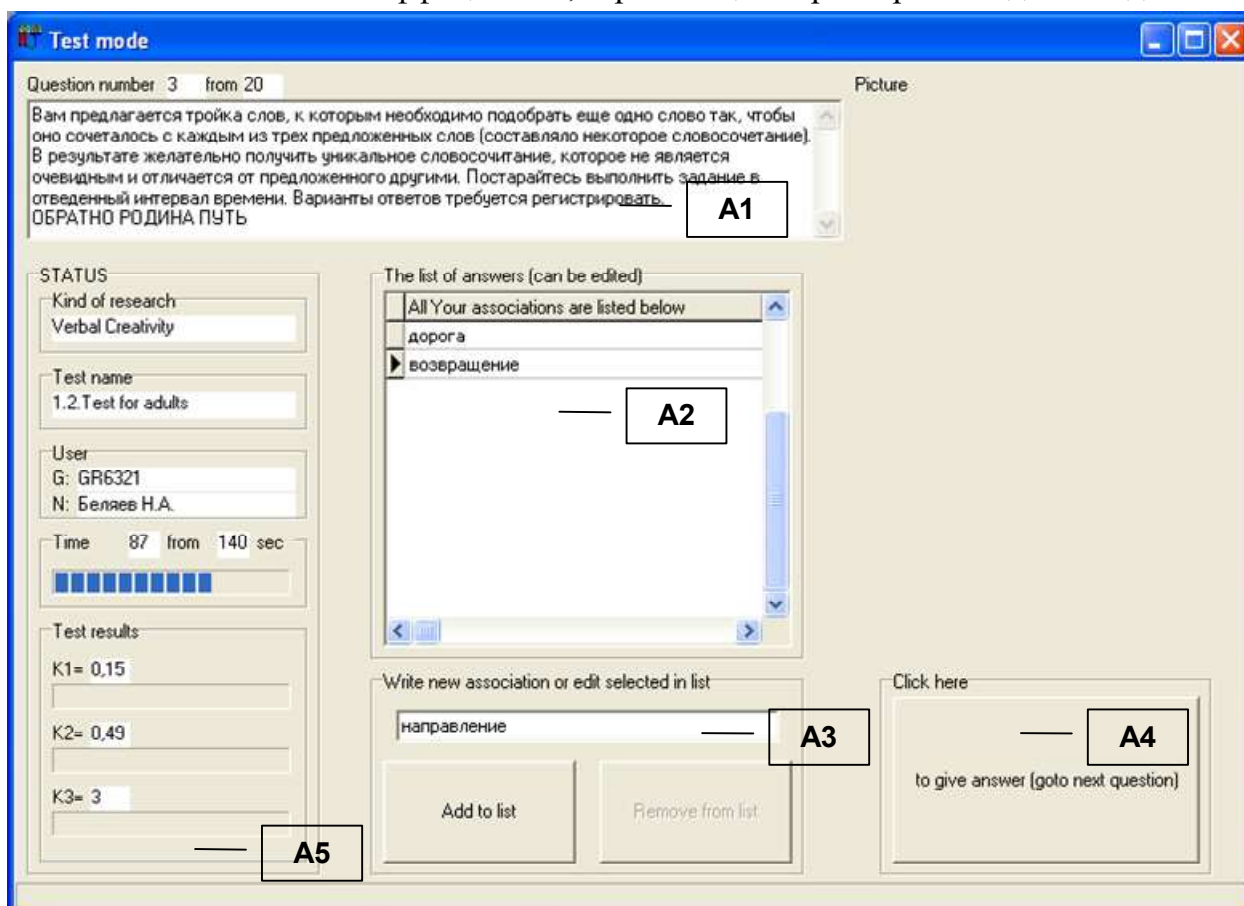 Test mode
Question number 3 from 20
Picture
Вам предлагается тройка слов, к которым необходимо подобрать еще одно слово так, чтобы
оно сочеталось с каждым из трех предложенных слов (составляло некоторое словосочетание).
В результате желательно получить уникальное словосочитание, которое не является
очевидным и отличается от предложенного другими. Постарайтесь выполнить задание в
отведенный интервал времени. Варианты ответов требуется регистрировать.
ОБРАТНО РОДИНА ПУТЬ
A1
STATUS
Kind of research
Verbal Creativity
Test name
1.2.Test for adults
User
G: GR6321
N: Беляев Н.А.
Time 87 from 140 sec
Test results
K1= 0,15
K2= 0,49
K3= 3
A5
The list of answers (can be edited)
All Your associations are listed below
дорога
возвращение
A2
Write new association or edit selected in list
направление
A3
Add to list
Remove from list
Click here
A4
to give answer (goto next question)